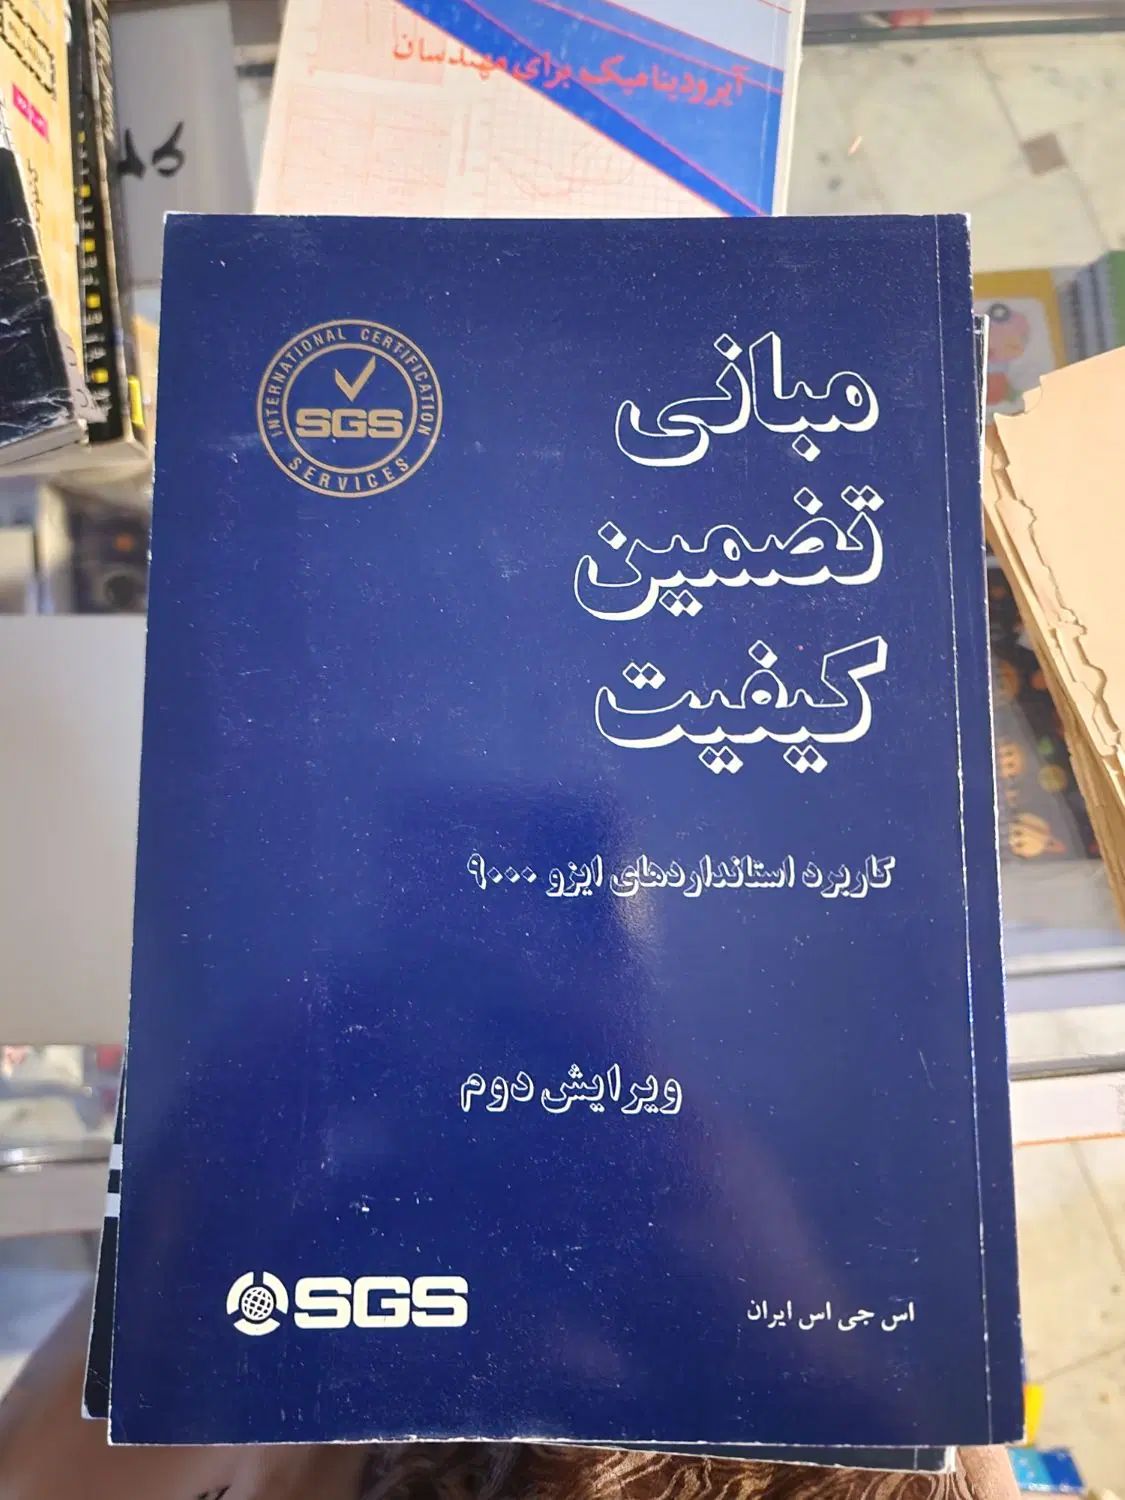 آیرودینامیک برای مهندسان
INTERNATIONAL CERTIFICATION
SGS
SERVICES
مبانی
تضمین
کیفیت
کاربرد استانداردهای ایزو ۹۰۰۰
ویرایش دوم
SGS
اس جی اس ایران